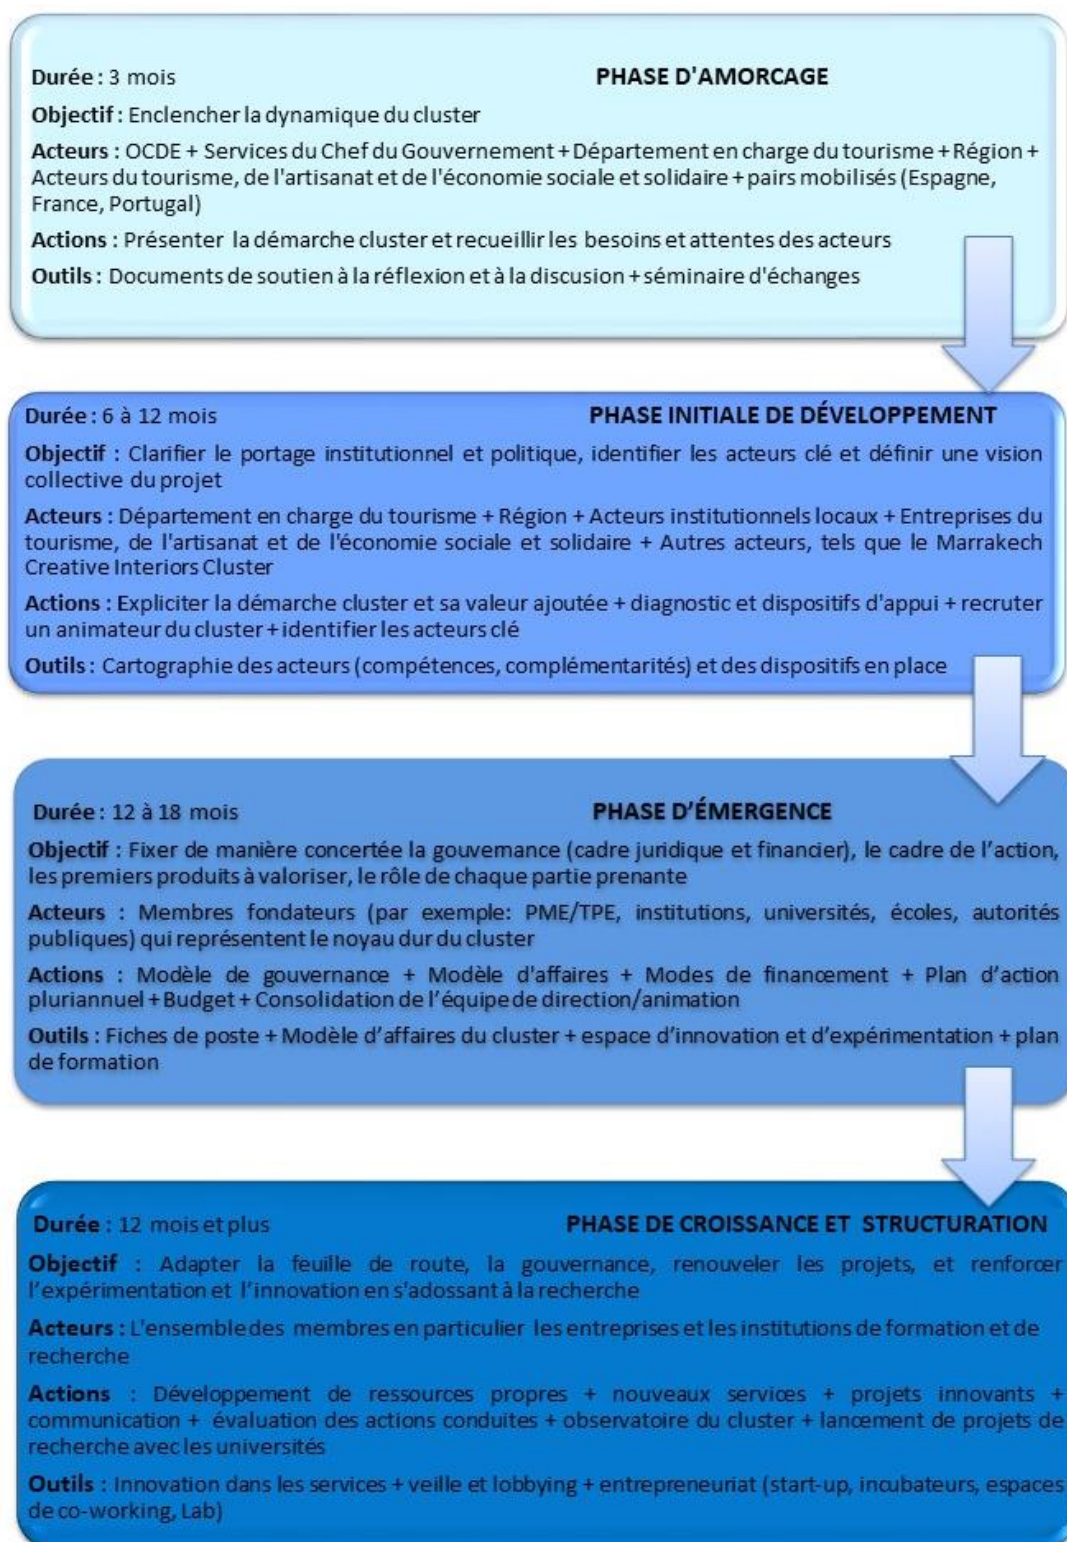 Durée : 3 mois PHASE D'AMORCAGE
Objectif : Enclencher la dynamique du cluster
Acteurs : OCDE + Services du Chef du Gouvernement + Département en charge du tourisme + Région +
Acteurs du tourisme, de l'artisanat et de l'économie sociale et solidaire + pairs mobilisés (Espagne,
France, Portugal)
Actions : Présenter la démarche cluster et recueillir les besoins et attentes des acteurs
Outils : Documents de soutien à la réflexion et à la discusion + séminaire d'échanges
Durée : 6 à 12 mois PHASE INITIALE DE DÉVELOPPEMENT
Objectif : Clarifier le portage institutionnel et politique, identifier les acteurs clé et définir une vision
collective du projet
Acteurs : Département en charge du tourisme + Région + Acteurs institutionnels locaux + Entreprises du
tourisme, de l'artisanat et de l'économie sociale et solidaire + Autres acteurs, tels que le Marrakech
Creative Interiors Cluster
Actions : Expliciter la démarche cluster et sa valeur ajoutée + diagnostic et dispositifs d'appui + recruter
un animateur du cluster + identifier les acteurs clé
Outils : Cartographie des acteurs (compétences, complémentarités) et des dispositifs en place
Durée : 12 à 18 mois PHASE D’ÉMERGENCE
Objectif : Fixer de manière concertée la gouvernance (cadre juridique et financier), le cadre de l’action,
les premiers produits à valoriser, le rôle de chaque partie prenante
Acteurs : Membres fondateurs (par exemple: PME/TPE, institutions, universités, écoles, autorités
publiques) qui représentent le noyau dur du cluster
Actions : Modèle de gouvernance + Modèle d'affaires + Modes de financement + Plan d’action
pluriannuel + Budget + Consolidation de l’équipe de direction/animation
Outils : Fiches de poste + Modèle d’affaires du cluster + espace d’innovation et d’expérimentation + plan
de formation
Durée : 12 mois et plus PHASE DE CROISSANCE ET STRUCTURATION
Objectif : Adapter la feuille de route, la gouvernance, renouveler les projets, et renforcer
l’expérimentation et l’innovation en s'adossant à la recherche
Acteurs : L'ensemble des membres en particulier les entreprises et les institutions de formation et de
recherche
Actions : Développement de ressources propres + nouveaux services + projets innovants +
communication + évaluation des actions conduites + observatoire du cluster + lancement de projets de
recherche avec les universités
Outils : Innovation dans les services + veille et lobbying + entrepreneuriat (start-up, incubateurs, espaces
de co-working, Lab)